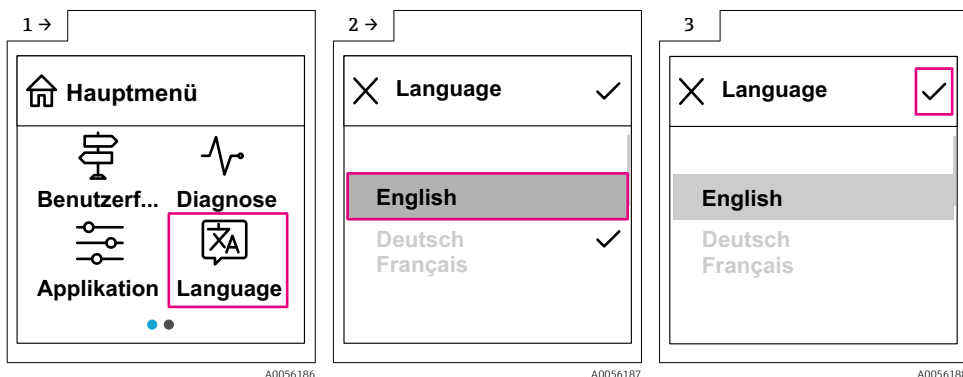 1 →
Hauptmenü
Benutzerf... Diagnose
Applikation Language
A0056186
2 →
Language
English
Deutsch
Français
A0056187
3
Language
English
Deutsch
Français
A0056188